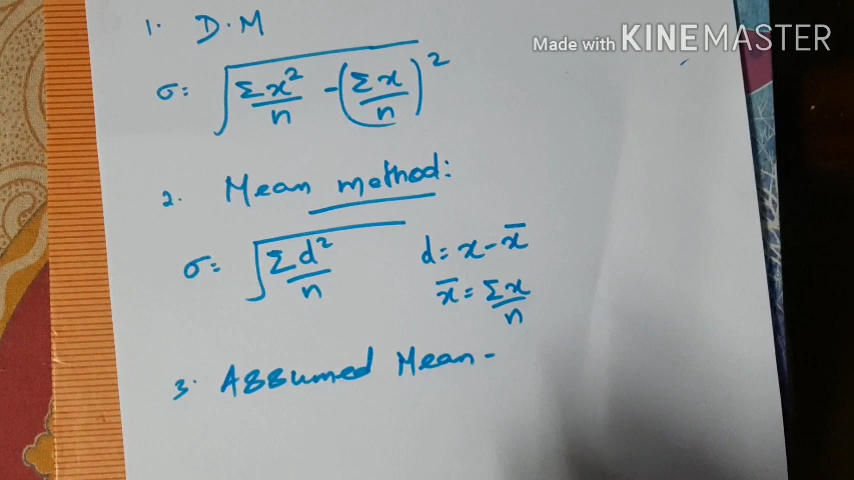 Made with KINEMASTER
1. D.M
σ= √(Σx²/n - (Σx/n)²)
2. Mean method:
σ= √(Σd²/n) d= x-x̄
x̄= Σx/n
3. Assumed Mean-